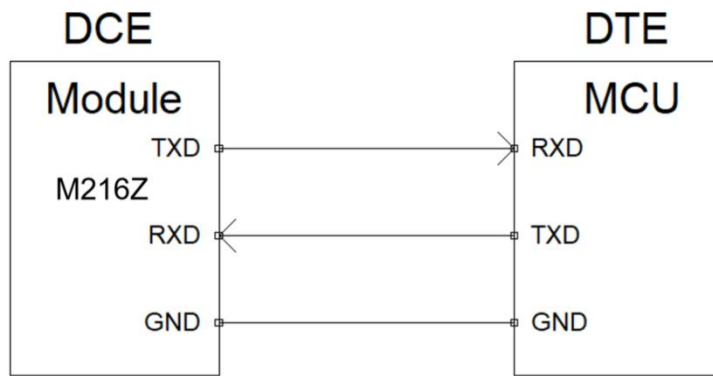 DCE
DTE
Module
MCU
TXD
RXD
M216Z
RXD
TXD
GND
GND